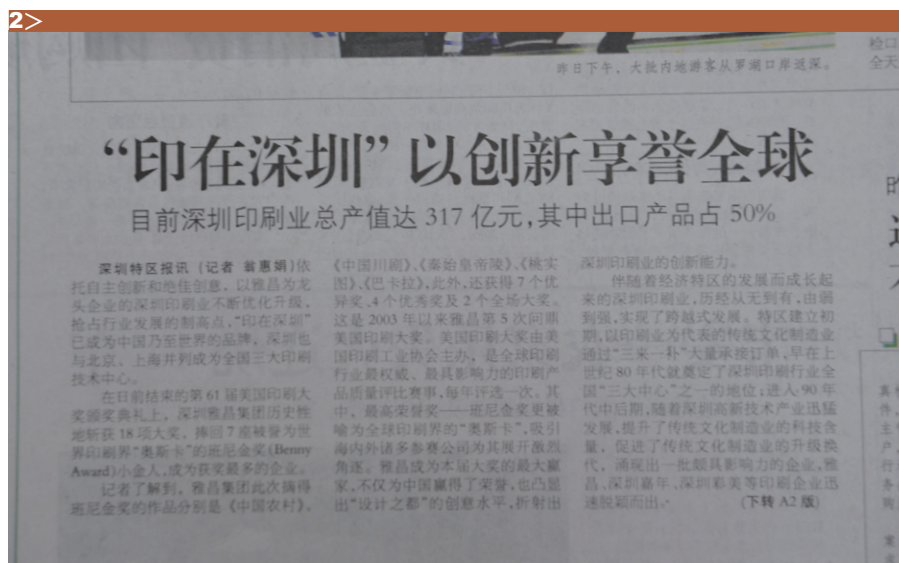 2>
昨日下午，大批内地游客从罗湖口岸返深。
检口
全天
“印在深圳”以创新享誉全球
目前深圳印刷业总产值达 317 亿元，其中出口产品占 50%
深圳特区报讯（记者 翁惠娟）依
托自主创新和绝佳创意，以雅昌为龙
头企业的深圳印刷业不断优化升级，
抢占行业发展的制高点，“印在深圳”
已成为中国乃至世界的品牌，深圳也
与北京、上海并列成为全国三大印刷
技术中心。
在日前结束的第 61 届美国印刷大
奖颁奖典礼上，深圳雅昌集团历史性
地斩获 18 项大奖，捧回 7 座被誉为世
界印刷界“奥斯卡”的班尼金奖(Benny
Award)小金人，成为获奖最多的企业。
记者了解到，雅昌集团此次摘得
班尼金奖的作品分别是《中国农村》、
《中国川剧》、《秦始皇帝陵》、《桃实
图》、《巴卡拉》，此外，还获得 7 个优
异奖、4 个优秀奖及 2 个全场大奖。
这是 2003 年以来雅昌第 5 次问鼎
美国印刷大奖。美国印刷大奖由美
国印刷工业协会主办，是全球印刷
行业最权威、最具影响力的印刷产
品质量评比赛事，每年评选一次。其
中，最高荣誉奖——班尼金奖更被
喻为全球印刷界的“奥斯卡”，吸引
海内外诸多参赛公司为其展开激烈
角逐。雅昌成为本届大奖的最大赢
家，不仅为中国赢得了荣誉，也凸显
出“设计之都”的创意水平，折射出
深圳印刷业的创新能力。
伴随着经济特区的发展而成长起
来的深圳印刷业，历经从无到有，由弱
到强，实现了跨越式发展。特区建立初
期，以印刷业为代表的传统文化制造业
通过“三来一补”大量承接订单，早在上
世纪 80 年代就奠定了深圳印刷行业全
国“三大中心”之一的地位；进入 90 年
代中后期，随着深圳高新技术产业迅猛
发展，提升了传统文化制造业的科技含
量，促进了传统文化制造业的升级换
代，涌现出一批颇具影响力的企业，雅
昌、深圳嘉年、深圳彩美等印刷企业迅
速脱颖而出。 (下转 A2 版)